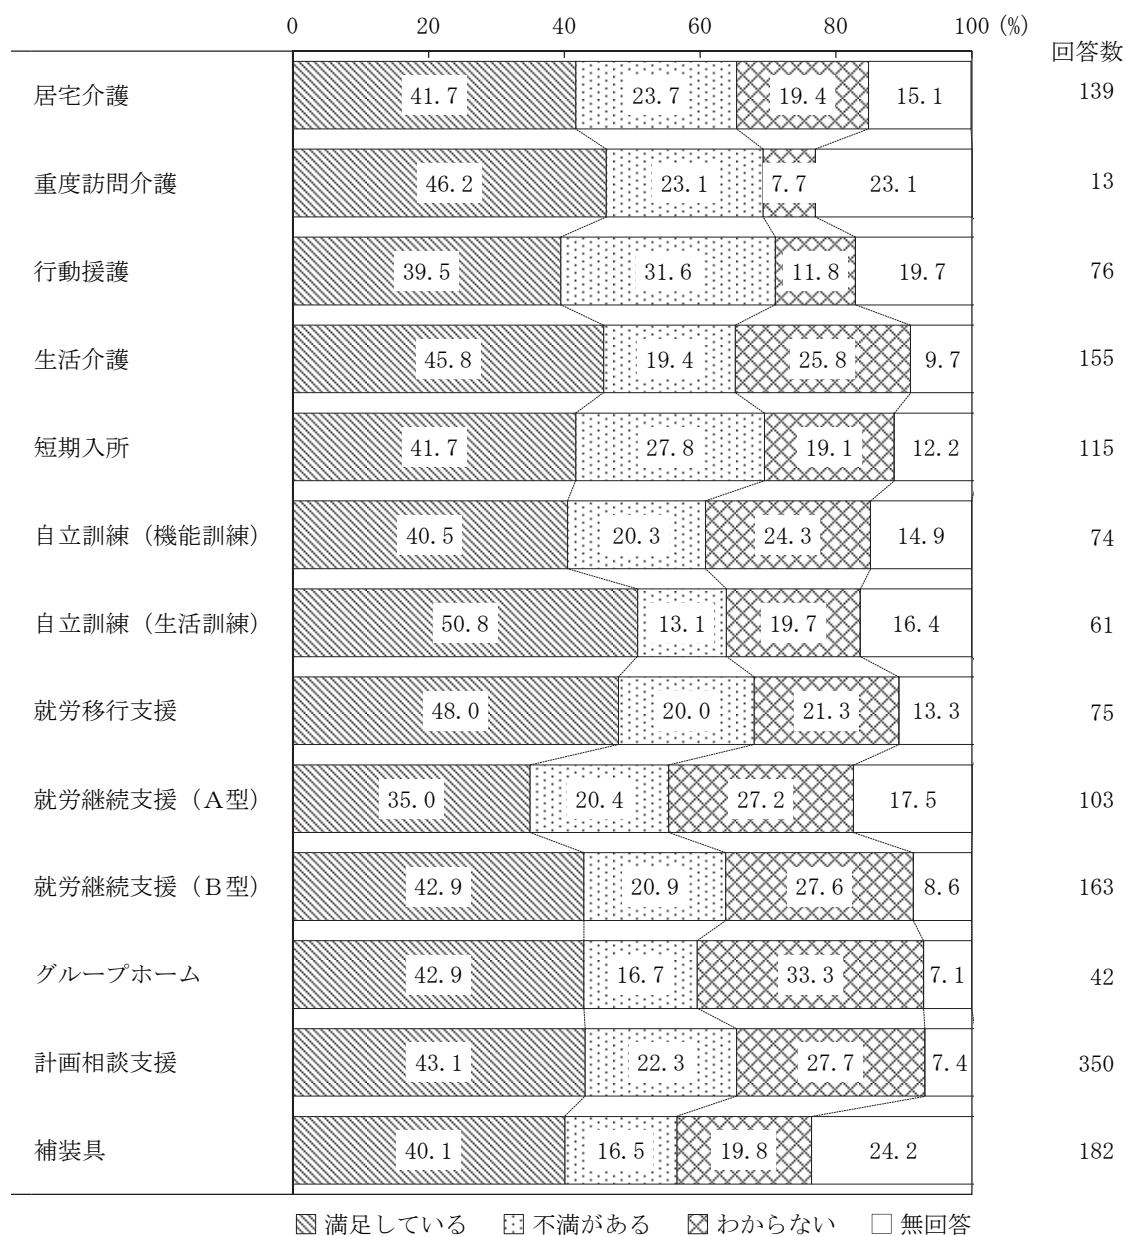 0 20 40 60 80 100 (%)
回答数
居宅介護 41.7 23.7 19.4 15.1 139
重度訪問介護 46.2 23.1 7.7 23.1 13
行動援護 39.5 31.6 11.8 19.7 76
生活介護 45.8 19.4 25.8 9.7 155
短期入所 41.7 27.8 19.1 12.2 115
自立訓練（機能訓練） 40.5 20.3 24.3 14.9 74
自立訓練（生活訓練） 50.8 13.1 19.7 16.4 61
就労移行支援 48.0 20.0 21.3 13.3 75
就労継続支援（Ａ型） 35.0 20.4 27.2 17.5 103
就労継続支援（Ｂ型） 42.9 20.9 27.6 8.6 163
グループホーム 42.9 16.7 33.3 7.1 42
計画相談支援 43.1 22.3 27.7 7.4 350
補装具 40.1 16.5 19.8 24.2 182
満足している 不満がある わからない 無回答